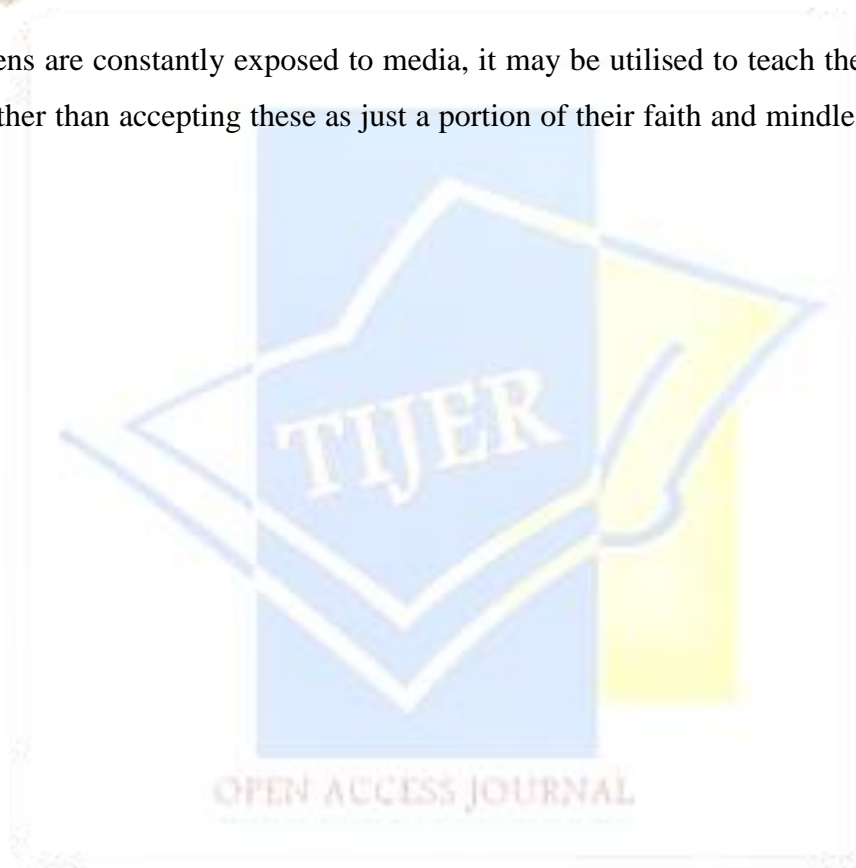 ens are constantly exposed to media, it may be utilised to teach the
ther than accepting these as just a portion of their faith and mindle
TIJER
OPEN ACCESS JOURNAL